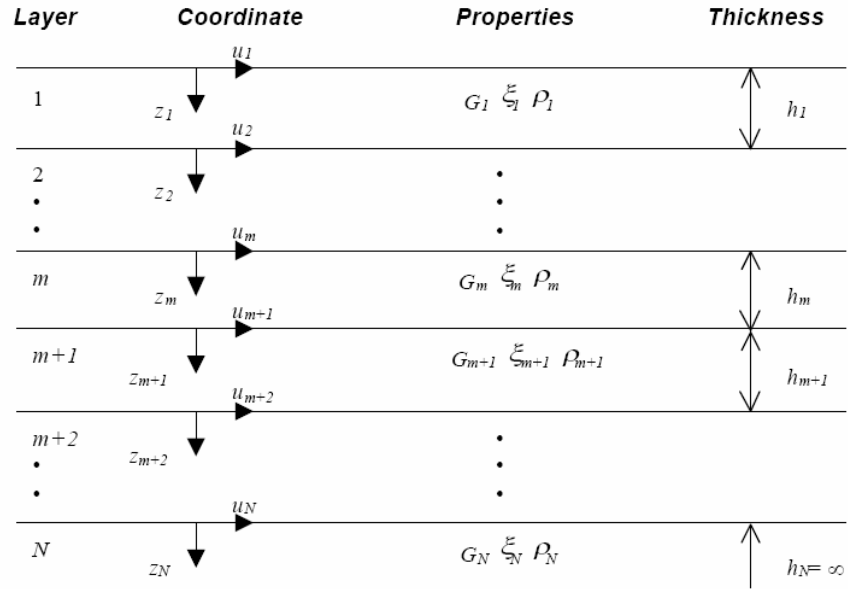 Layer Coordinate Properties Thickness
u1
1 z1 G1 ξ1 ρ1 h1
u2
2 z2
um
m zm Gm ξm ρm hm
um+1
m+1 zm+1 Gm+1 ξm+1 ρm+1 hm+1
um+2
m+2 zm+2
uN
N zN GN ξN ρN hN=∞